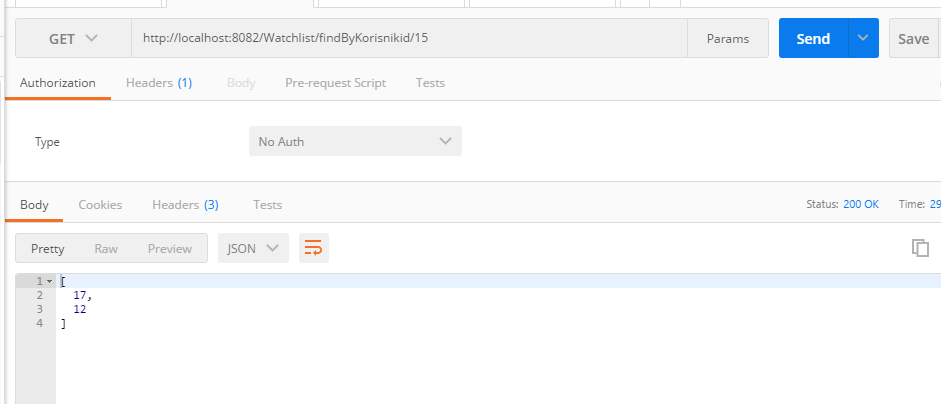 GET http://localhost:8082/Watchlist/findByKorisnikid/15 Params Send Save
Authorization Headers (1) Body Pre-request Script Tests
Type No Auth
Body Cookies Headers (3) Tests Status: 200 OK Time: 29
Pretty Raw Preview JSON
1 [
2 17,
3 12
4 ]